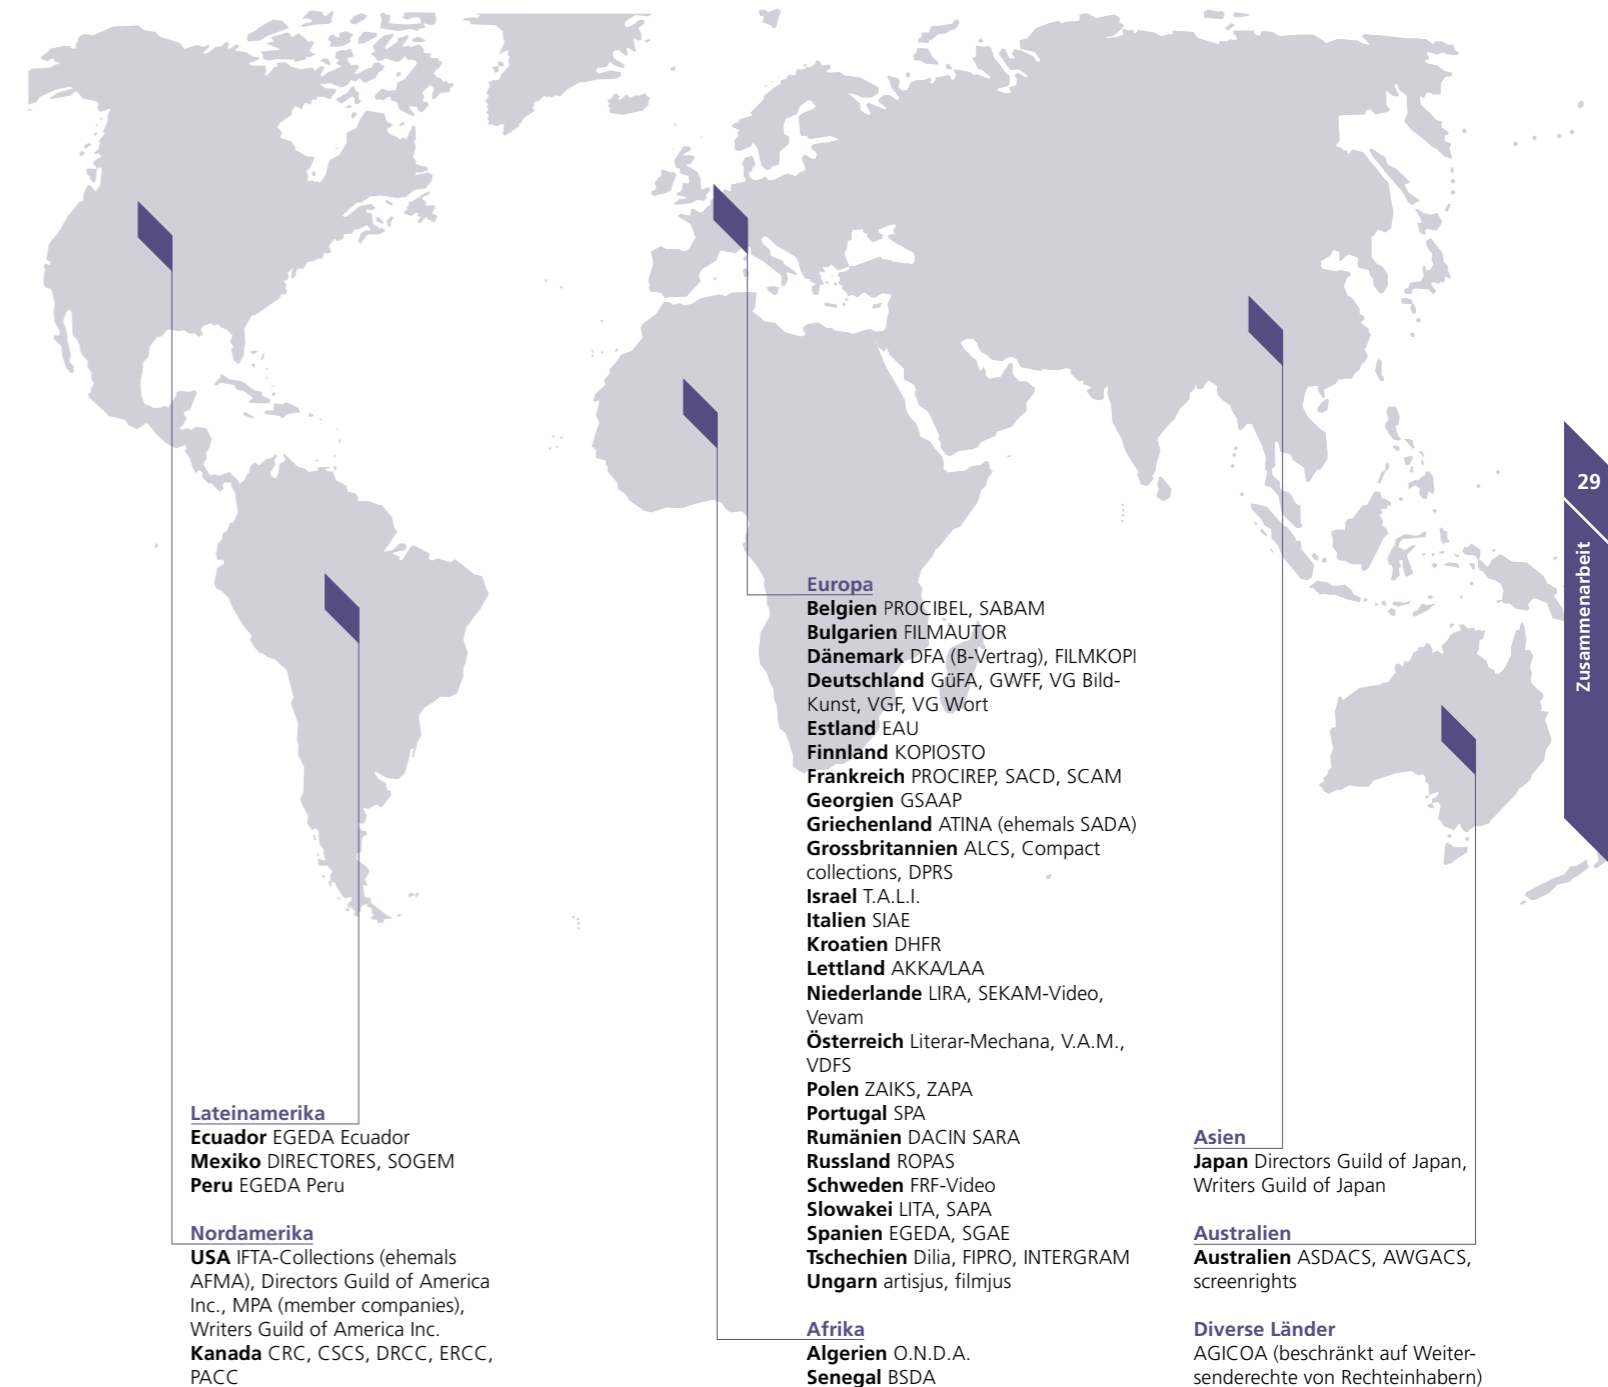 Lateinamerika
Ecuador EGEDA Ecuador
Mexiko DIRECTORES, SOGEM
Peru EGEDA Peru
Nordamerika
USA IFTA-Collections (ehemals
AFMA), Directors Guild of America
Inc., MPA (member companies),
Writers Guild of America Inc.
Kanada CRC, CSCS, DRCC, ERCC,
PACC
Europa
Belgien PROCIBEL, SABAM
Bulgarien FILMAUTOR
Dänemark DFA (B-Vertrag), FILMKOPI
Deutschland GüFA, GWFF, VG Bild-
Kunst, VGF, VG Wort
Estland EAU
Finnland KOPIOSTO
Frankreich PROCIREP, SACD, SCAM
Georgien GSAAP
Griechenland ATINA (ehemals SADA)
Grossbritannien ALCS, Compact
collections, DPRS
Israel T.A.L.I.
Italien SIAE
Kroatien DHFR
Lettland AKKA/LAA
Niederlande LIRA, SEKAM-Video,
Vevam
Österreich Literar-Mechana, V.A.M.,
VDFS
Polen ZAIKS, ZAPA
Portugal SPA
Rumänien DACIN SARA
Russland ROPAS
Schweden FRF-Video
Slowakei LITA, SAPA
Spanien EGEDA, SGAE
Tschechien Dilia, FIPRO, INTERGRAM
Ungarn artisjus, filmjus
Afrika
Algerien O.N.D.A.
Senegal BSDA
Asien
Japan Directors Guild of Japan,
Writers Guild of Japan
Australien
Australien ASDACS, AWGACS,
screenrights
Diverse Länder
AGICOA (beschränkt auf Weiter-
senderechte von Rechteinhabern)
29
Zusammenarbeit